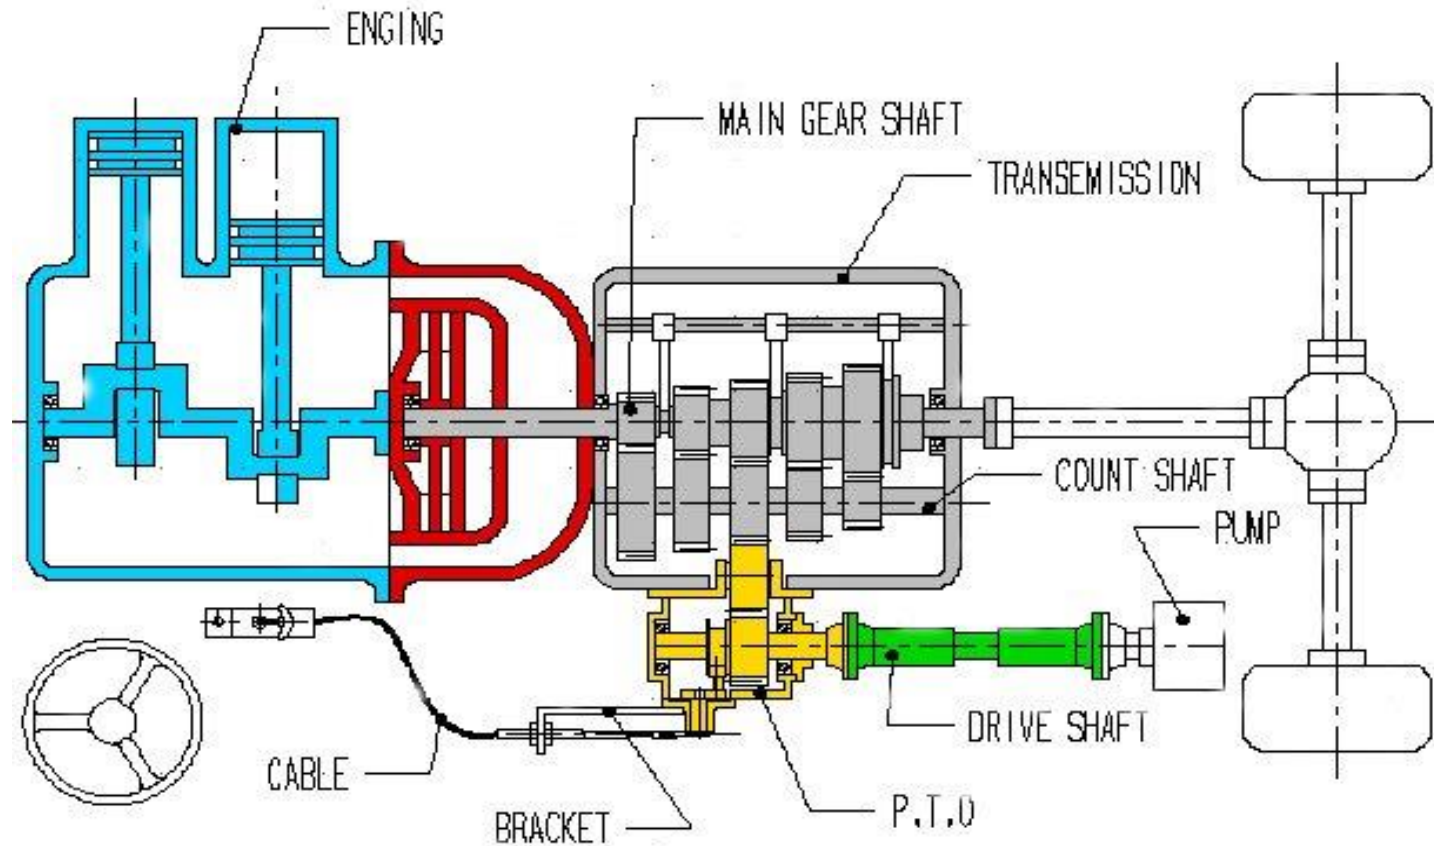 ENGING
MAIN GEAR SHAFT
TRANSEMISSION
COUNT SHAFT
PUMP
DRIVE SHAFT
CABLE
P.T.O
BRACKET